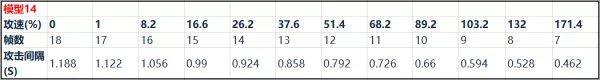 模型14
攻速(%) 0 1 8.2 16.6 26.2 37.6 51.4 68.2 89.2 103.2 132 171.4
帧数 18 17 16 15 14 13 12 11 10 9 8 7
攻击间隔(S) 1.188 1.122 1.056 0.99 0.924 0.858 0.792 0.726 0.66 0.594 0.528 0.462